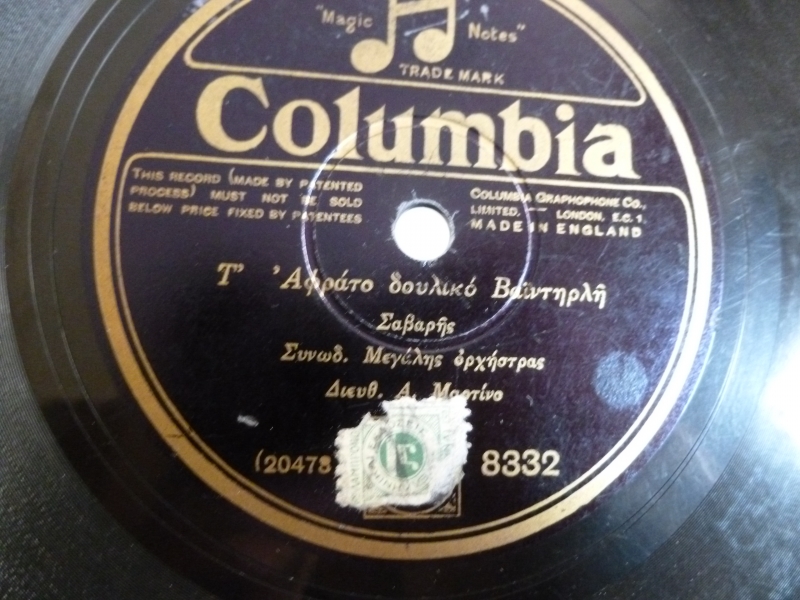 "Magic Notes"
TRADE MARK
Columbia
THIS RECORD (MADE BY PATENTED
PROCESS) MUST NOT BE SOLD
BELOW PRICE FIXED BY PATENTEES
COLUMBIA GRAPHOPHONE CO.,
LIMITED, — LONDON, E.C.1.
MADE IN ENGLAND
Τ' Ἀφράτο δουλικό Βαϊντηρλῆ
Σαβαρῆς
Συνωδ. Μεγάλης ὀρχήστρας
Διευθ. Α. Μαρτίνο
(20478
8332